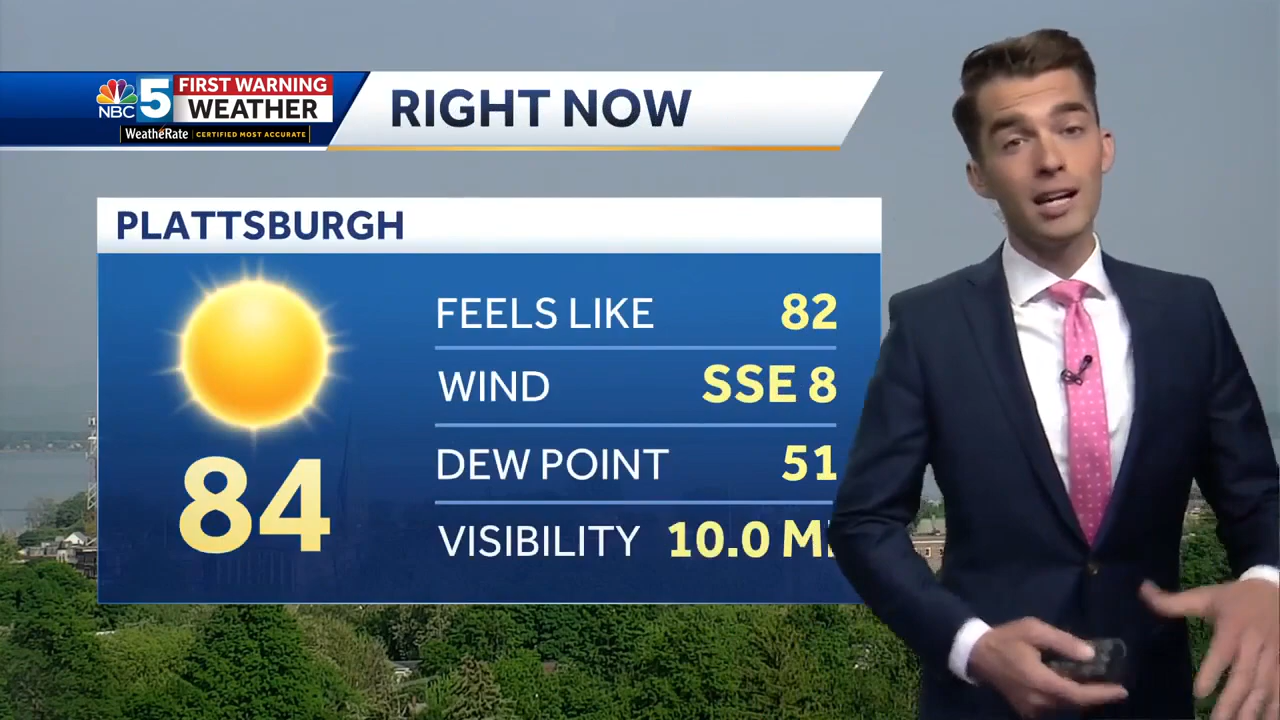 NBC 5 FIRST WARNING
WEATHER
WeatheRate CERTIFIED MOST ACCURATE
RIGHT NOW
PLATTSBURGH
84
FEELS LIKE 82
WIND SSE 8
DEW POINT 51
VISIBILITY 10.0 MI